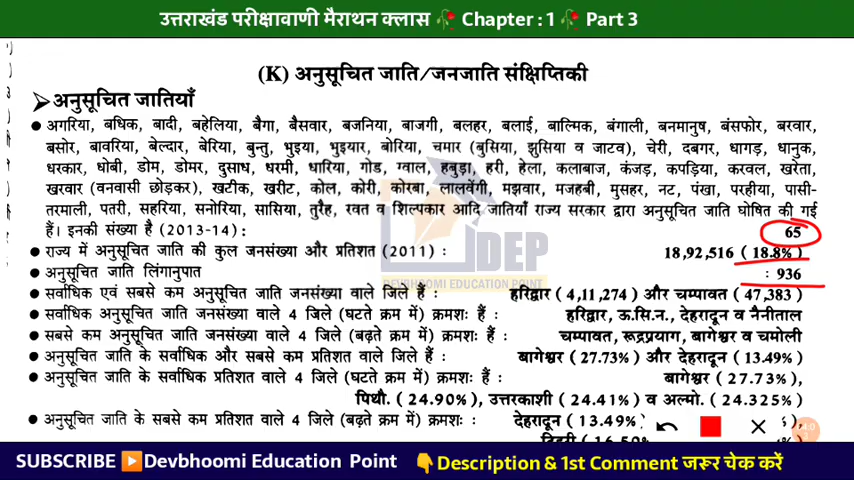 उत्तराखंड परीक्षावाणी मैराथन क्लास Chapter : 1 Part 3
(K) अनुसूचित जाति/जनजाति संक्षिप्तिकी
अनुसूचित जातियाँ
अगरिया, बधिक, बादी, बहेलिया, बैगा, बैसवार, बजनिया, बाजगी, बलहर, बलाई, बाल्मिक, बंगाली, बनमानुष, बंसफोर, बरवार,
बसोर, बावरिया, बेल्दार, बेरिया, बुन्तु, भुइया, भुइयार, बोरिया, चमार (बुसिया, झुसिया व जाटव), चेरी, दबगर, धागड़, धानुक,
धरकार, धोबी, डोम, डोमर, दुसाध, धरमी, धारिया, गोड, ग्वाल, हबुड़ा, हरी, हेला, कलाबाज, कंजड़, कपड़िया, करवल, खरेता,
खरवार (वनवासी छोड़कर), खटीक, खरीट, कोल, कोरी, कोरबा, लालवेंगी, मझवार, मजहबी, मुसहर, नट, पंखा, परहीया, पासी-
तरमाली, पतरी, सहरिया, सनोरिया, सासिया, तुरैह, रवत व शिल्पकार आदि जातियाँ राज्य सरकार द्वारा अनुसूचित जाति घोषित की गई
हैं। इनकी संख्या है (2013-14) : 65
राज्य में अनुसूचित जाति की कुल जनसंख्या और प्रतिशत (2011) : 18,92,516 (18.8%)
अनुसूचित जाति लिंगानुपात : 936
सर्वाधिक एवं सबसे कम अनुसूचित जाति जनसंख्या वाले जिले हैं : हरिद्वार (4,11,274) और चम्पावत (47,383)
सर्वाधिक अनुसूचित जाति जनसंख्या वाले 4 जिले (घटते क्रम में) क्रमशः हैं : हरिद्वार, ऊ.सि.न., देहरादून व नैनीताल
सबसे कम अनुसूचित जाति जनसंख्या वाले 4 जिले (बढ़ते क्रम में) क्रमशः हैं : चम्पावत, रूद्रप्रयाग, बागेश्वर व चमोली
अनुसूचित जाति के सर्वाधिक और सबसे कम प्रतिशत वाले जिले हैं : बागेश्वर (27.73%) और देहरादून (13.49%)
अनुसूचित जाति के सर्वाधिक प्रतिशत वाले 4 जिले (घटते क्रम में) क्रमशः हैं : बागेश्वर (27.73%),
पिथौ. (24.90%), उत्तरकाशी (24.41%) व अल्मो. (24.325%)
अनुसूचित जाति के सबसे कम प्रतिशत वाले 4 जिले (बढ़ते क्रम में) क्रमशः हैं : देहरादून (13.49%
DEP
DEVBHOOMI EDUCATION POINT
SUBSCRIBE Devbhoomi Education Point Description & 1st Comment जरूर चेक करें